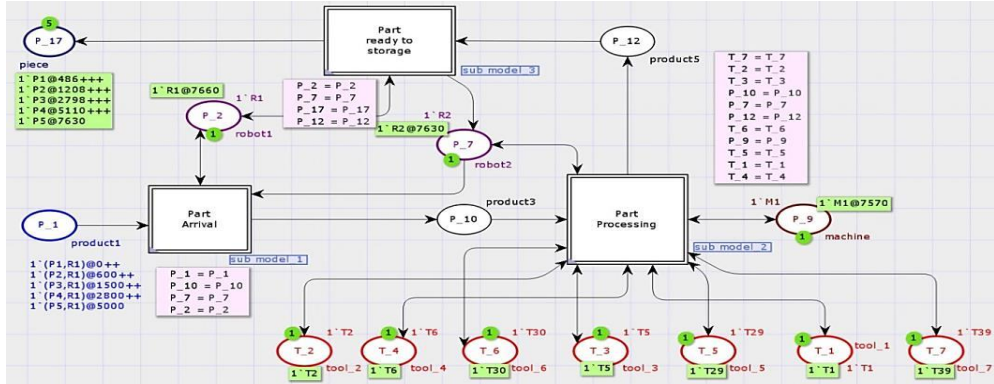 5
P_17
piece
1`P1@486+++
1`P2@1208+++
1`P3@2798+++
1`P4@5110+++
1`P5@7630
Part
ready to
storage
sub model_3
P_12
product5
T_7 = T_7
T_2 = T_2
T_3 = T_3
P_10 = P_10
P_7 = P_7
P_12 = P_12
T_6 = T_6
P_9 = P_9
T_5 = T_5
T_1 = T_1
T_4 = T_4
1`R1@7660
1`R1
P_2
1
robot1
P_2 = P_2
P_7 = P_7
P_17 = P_17
P_12 = P_12
1`R2
1`R2@7630
P_7
1
robot2
P_1
product1
1`(P1,R1)@0++
1`(P2,R1)@600++
1`(P3,R1)@1500++
1`(P4,R1)@2800++
1`(P5,R1)@5000
Part
Arrival
sub model_1
P_1 = P_1
P_10 = P_10
P_7 = P_7
P_2 = P_2
P_10
product3
Part
Processing
sub model_2
1`M1
1`M1@7570
P_9
1
machine
1
1`T2
T_2
1`T2
tool_2
1
1`T6
T_4
1`T6
tool_4
1
1`T30
T_6
1`T30
tool_6
1
1`T5
T_3
1`T5
tool_3
1
1`T29
T_5
1`T29
tool_5
1
T_1
tool_1
1`T1
1`T1
1
1`T39
T_7
1`T39
tool_7